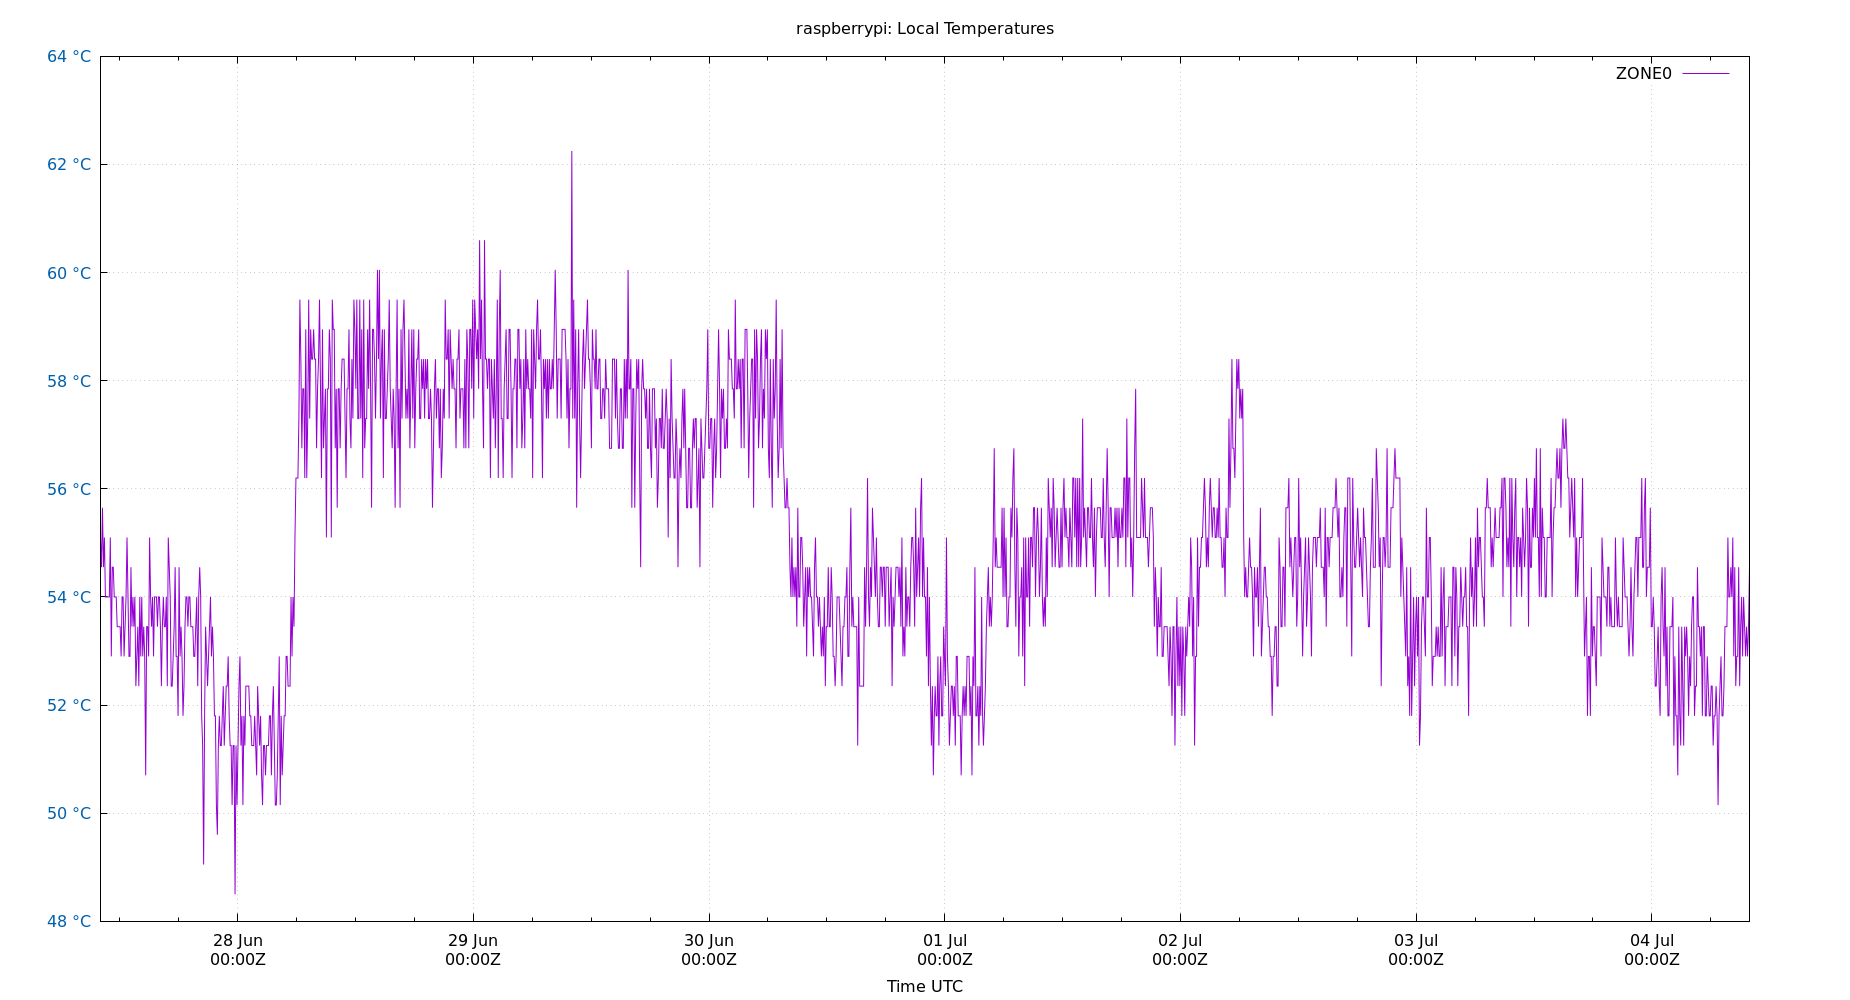 raspberrypi: Local Temperatures
64 °C
ZONE0
62 °C
60 °C
58 °C
56 °C
54 °C
52 °C
50 °C
48 °C
28 Jun 29 Jun 30 Jun 01 Jul 02 Jul 03 Jul 04 Jul
00:00Z 00:00Z 00:00Z 00:00Z 00:00Z 00:00Z 00:00Z
Time UTC